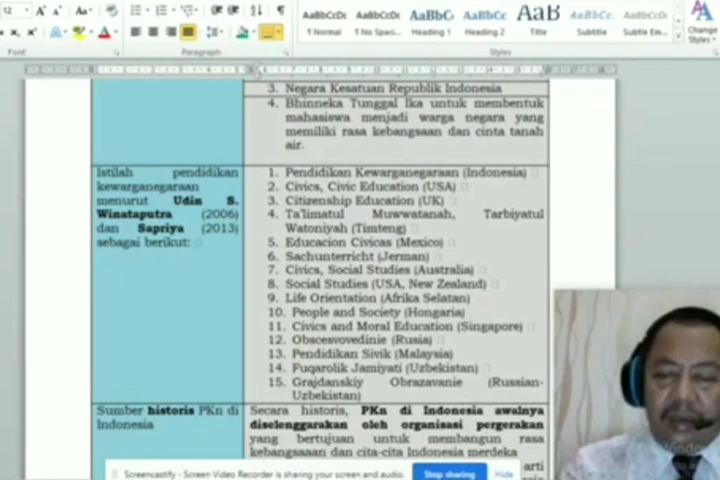 12
Aa
AaBbCcDc AaBbCcDc AaBbC AaBbCc AaB AaBbCc. AaBbCcDc
¶ Normal ¶ No Spaci... Heading 1 Heading 2 Title Subtitle Subtle Em...
Change
Styles
Font Paragraph Styles
3. Negara Kesatuan Republik Indonesia
4. Bhinneka Tunggal Ika untuk membentuk
mahasiswa menjadi warga negara yang
memiliki rasa kebangsaan dan cinta tanah
air.
Istilah pendidikan
kewarganegaraan
menurut Udin S.
Winataputra (2006)
dan Sapriya (2013)
sebagai berikut:
1. Pendidikan Kewarganegaraan (Indonesia)
2. Civics, Civic Education (USA)
3. Citizenship Education (UK)
4. Ta'limatul Muwwatanah, Tarbiyatul
Watoniyah (Timteng)
5. Educacion Civicas (Mexico)
6. Sachunterricht (Jerman)
7. Civics, Social Studies (Australia)
8. Social Studies (USA, New Zealand)
9. Life Orientation (Afrika Selatan)
10. People and Society (Hongaria)
11. Civics and Moral Education (Singapore)
12. Obscesvovedinie (Rusia)
13. Pendidikan Sivik (Malaysia)
14. Fuqarolik Jamiyati (Uzbekistan)
15. Grajdanskiy Obrazavanie (Russian-
Uzbekistan)
Sumber historis PKn di
Indonesia
Secara historis, PKn di Indonesia awalnya
diselenggarakan oleh organisasi pergerakan
yang bertujuan untuk membangun rasa
kebangsaaan dan cita-cita Indonesia merdeka
arti
Screencastify - Screen Video Recorder is sharing your screen and audio.
Stop sharing
Hide